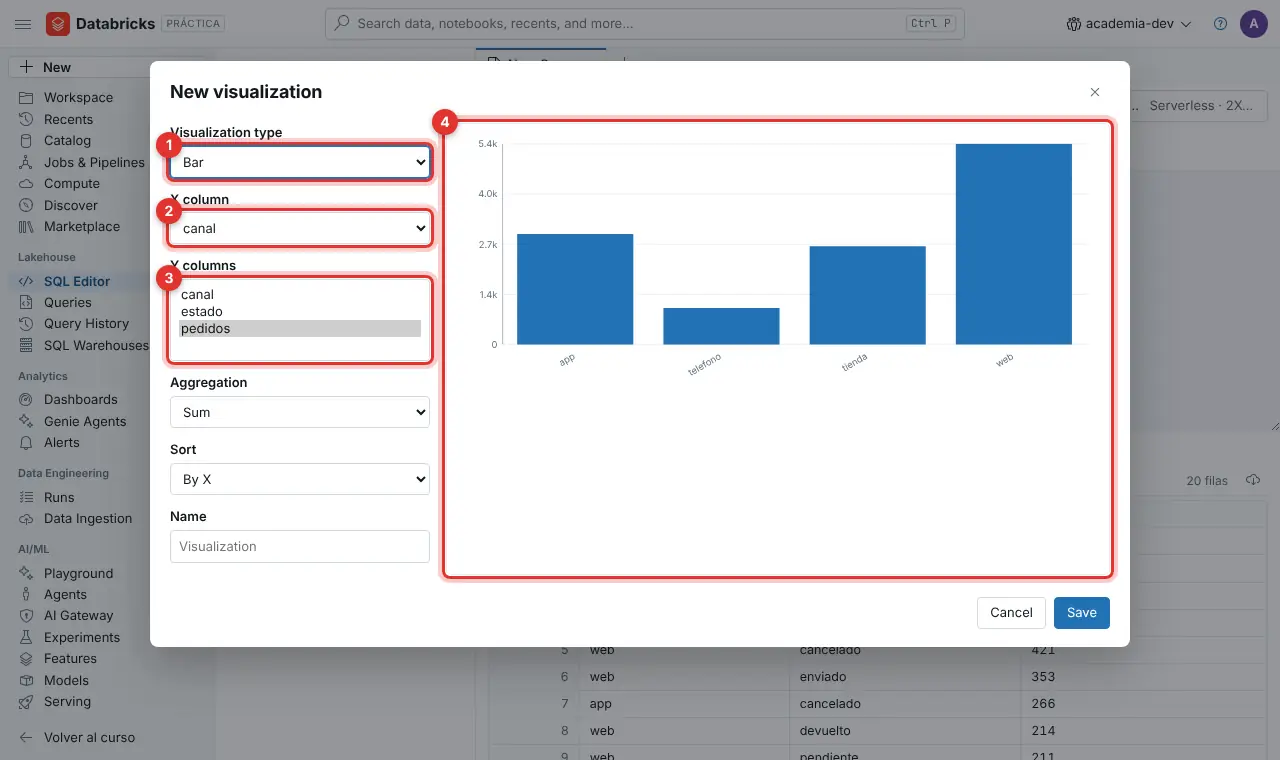 Databricks PRÁCTICA
Search data, notebooks, recents, and more... Ctrl P
academia-dev ? A
New
Workspace
Recents
Catalog
Jobs & Pipelines
Compute
Discover
Marketplace
Lakehouse
SQL Editor
Queries
Query History
SQL Warehouses
Analytics
Dashboards
Genie Agents
Alerts
Data Engineering
Runs
Data Ingestion
AI/ML
Playground
Agents
AI Gateway
Experiments
Features
Models
Serving
Volver al curso
New visualization
Visualization type
1
Bar
X column
2
canal
Y columns
3
canal
estado
pedidos
Aggregation
Sum
Sort
By X
Name
Visualization
4
5.4k
4.0k
2.7k
1.4k
0
app telefono tienda web
Cancel Save
... Serverless · 2X...
20 filas
5 web cancelado 421
6 web enviado 353
7 app cancelado 266
8 web devuelto 214
9 web pendiente 211